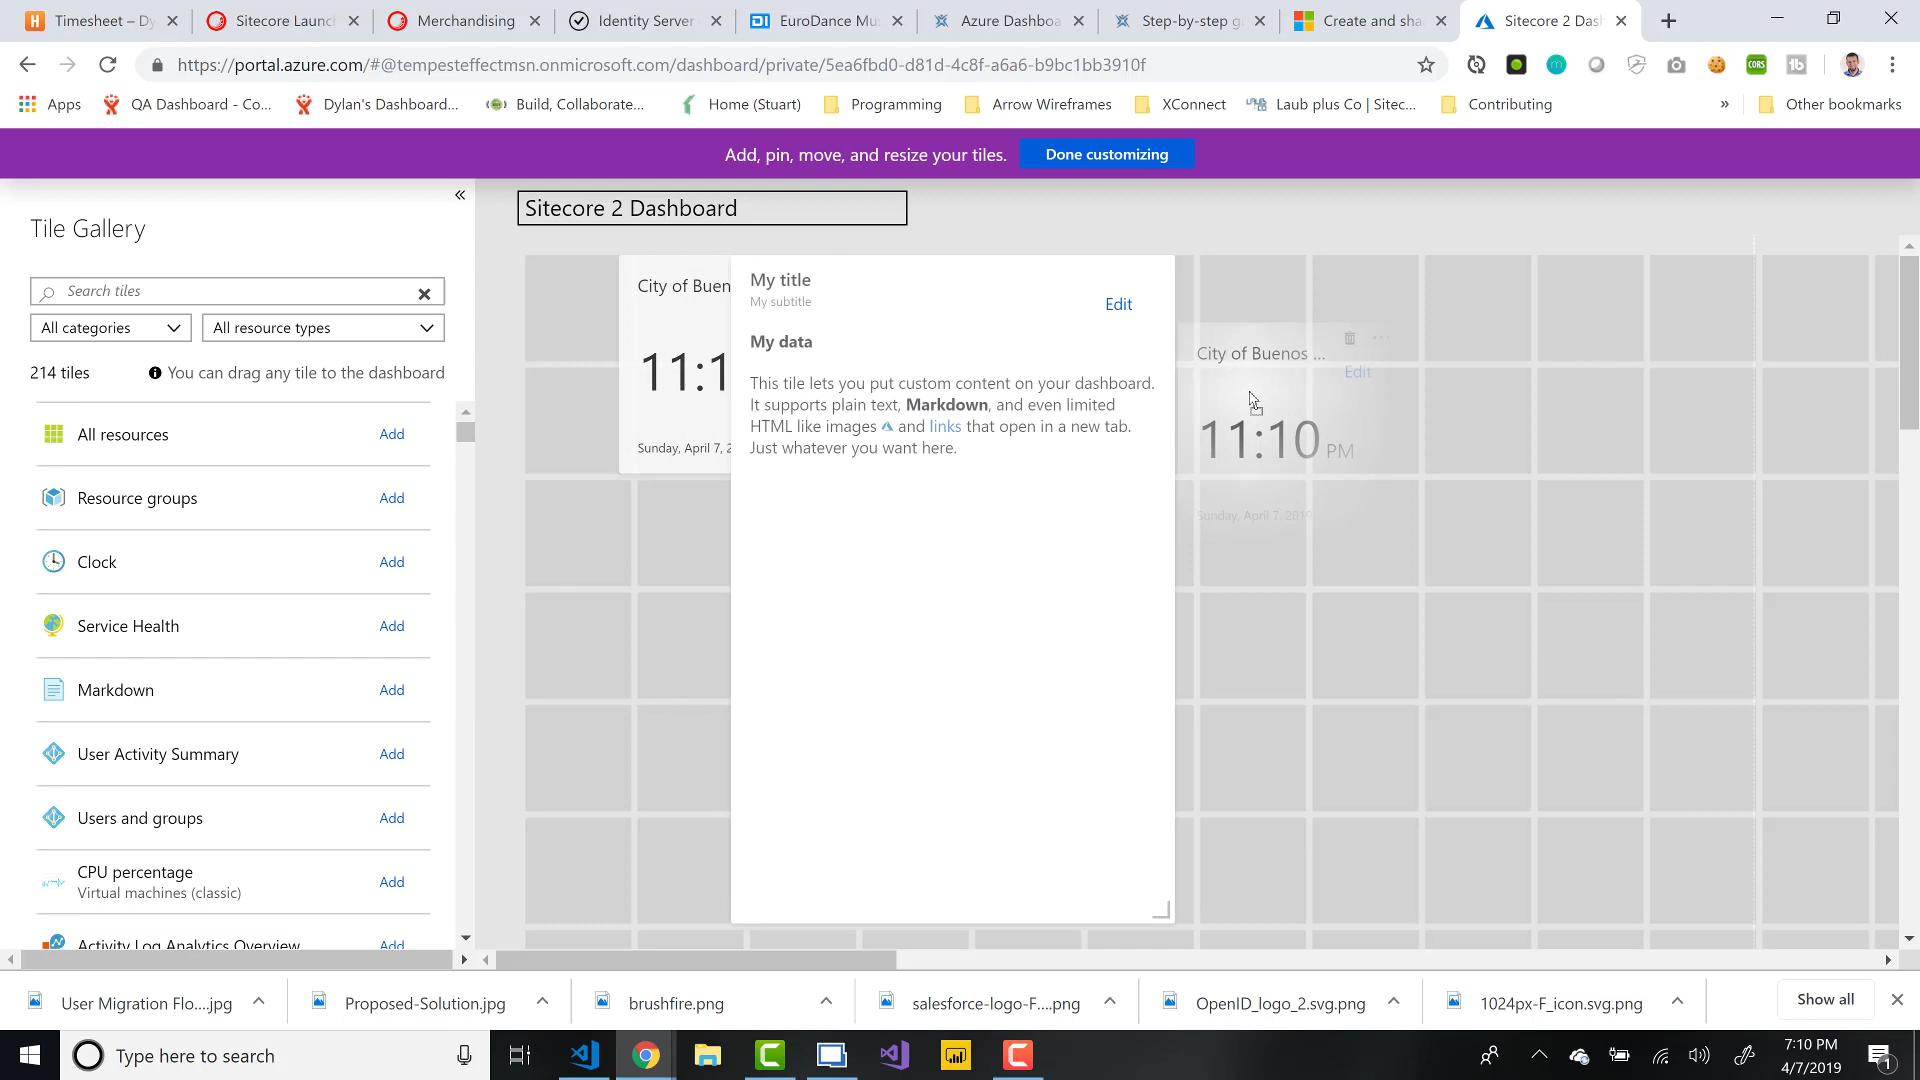 Timesheet – Dy
Sitecore Launc
Merchandising
Identity Server
EuroDance Mu
Azure Dashboa
Step-by-step g
Create and sha
Sitecore 2 Dash
https://portal.azure.com/#@tempesteffectmsn.onmicrosoft.com/dashboard/private/5ea6fbd0-d81d-4c8f-a6a6-b9bc1bb3910f
Apps
QA Dashboard - Co...
Dylan's Dashboard...
Build, Collaborate...
Home (Stuart)
Programming
Arrow Wireframes
XConnect
Laub plus Co | Sitec...
Contributing
»
Other bookmarks
Add, pin, move, and resize your tiles.
Done customizing
Tile Gallery
Search tiles
All categories
All resource types
214 tiles
You can drag any tile to the dashboard
All resources
Add
Resource groups
Add
Clock
Add
Service Health
Add
Markdown
Add
User Activity Summary
Add
Users and groups
Add
CPU percentage
Virtual machines (classic)
Add
Activity Log Analytics Overview
Add
Sitecore 2 Dashboard
City of Buen
11:1
Sunday, April 7, 2
My title
My subtitle
Edit
My data
This tile lets you put custom content on your dashboard.
It supports plain text, Markdown, and even limited
HTML like images and links that open in a new tab.
Just whatever you want here.
City of Buenos ...
Edit
11:10 PM
Sunday, April 7, 2019
User Migration Flo....jpg
Proposed-Solution.jpg
brushfire.png
salesforce-logo-F....png
OpenID_logo_2.svg.png
1024px-F_icon.svg.png
Show all
Type here to search
7:10 PM
4/7/2019
1